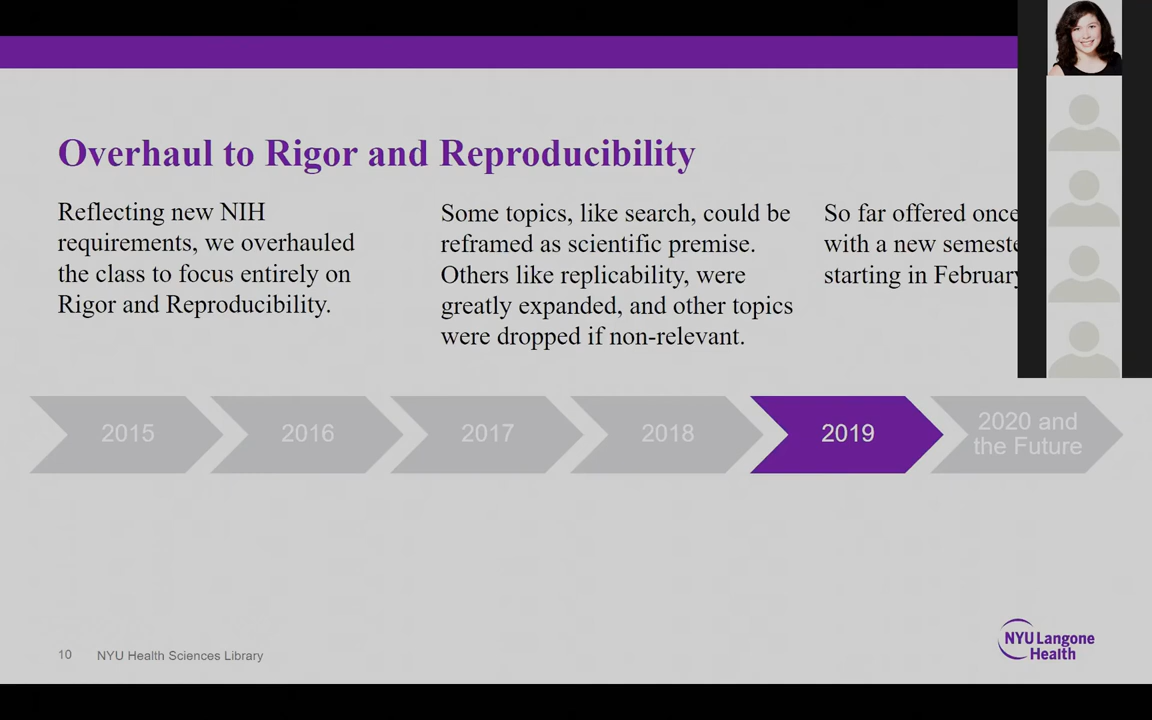 Overhaul to Rigor and Reproducibility
Reflecting new NIH
requirements, we overhauled
the class to focus entirely on
Rigor and Reproducibility.
Some topics, like search, could be
reframed as scientific premise.
Others like replicability, were
greatly expanded, and other topics
were dropped if non-relevant.
So far offered once
with a new
starting in February
2015
2016
2017
2018
2019
2020 and
the Future
10
NYU Health Sciences Library
NYU Langone
Health